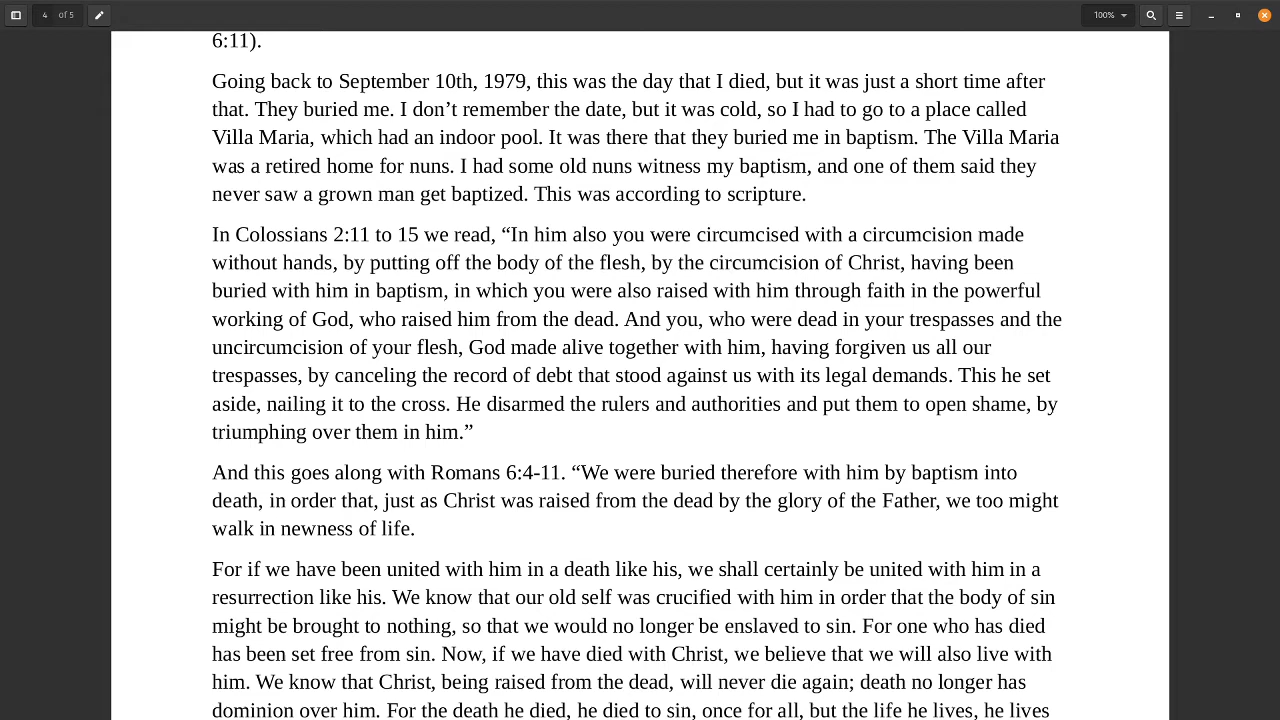 4 of 5
100%
6:11).
Going back to September 10th, 1979, this was the day that I died, but it was just a short time after
that. They buried me. I don’t remember the date, but it was cold, so I had to go to a place called
Villa Maria, which had an indoor pool. It was there that they buried me in baptism. The Villa Maria
was a retired home for nuns. I had some old nuns witness my baptism, and one of them said they
never saw a grown man get baptized. This was according to scripture.
In Colossians 2:11 to 15 we read, “In him also you were circumcised with a circumcision made
without hands, by putting off the body of the flesh, by the circumcision of Christ, having been
buried with him in baptism, in which you were also raised with him through faith in the powerful
working of God, who raised him from the dead. And you, who were dead in your trespasses and the
uncircumcision of your flesh, God made alive together with him, having forgiven us all our
trespasses, by canceling the record of debt that stood against us with its legal demands. This he set
aside, nailing it to the cross. He disarmed the rulers and authorities and put them to open shame, by
triumphing over them in him.”
And this goes along with Romans 6:4-11. “We were buried therefore with him by baptism into
death, in order that, just as Christ was raised from the dead by the glory of the Father, we too might
walk in newness of life.
For if we have been united with him in a death like his, we shall certainly be united with him in a
resurrection like his. We know that our old self was crucified with him in order that the body of sin
might be brought to nothing, so that we would no longer be enslaved to sin. For one who has died
has been set free from sin. Now, if we have died with Christ, we believe that we will also live with
him. We know that Christ, being raised from the dead, will never die again; death no longer has
dominion over him. For the death he died, he died to sin, once for all, but the life he lives, he lives